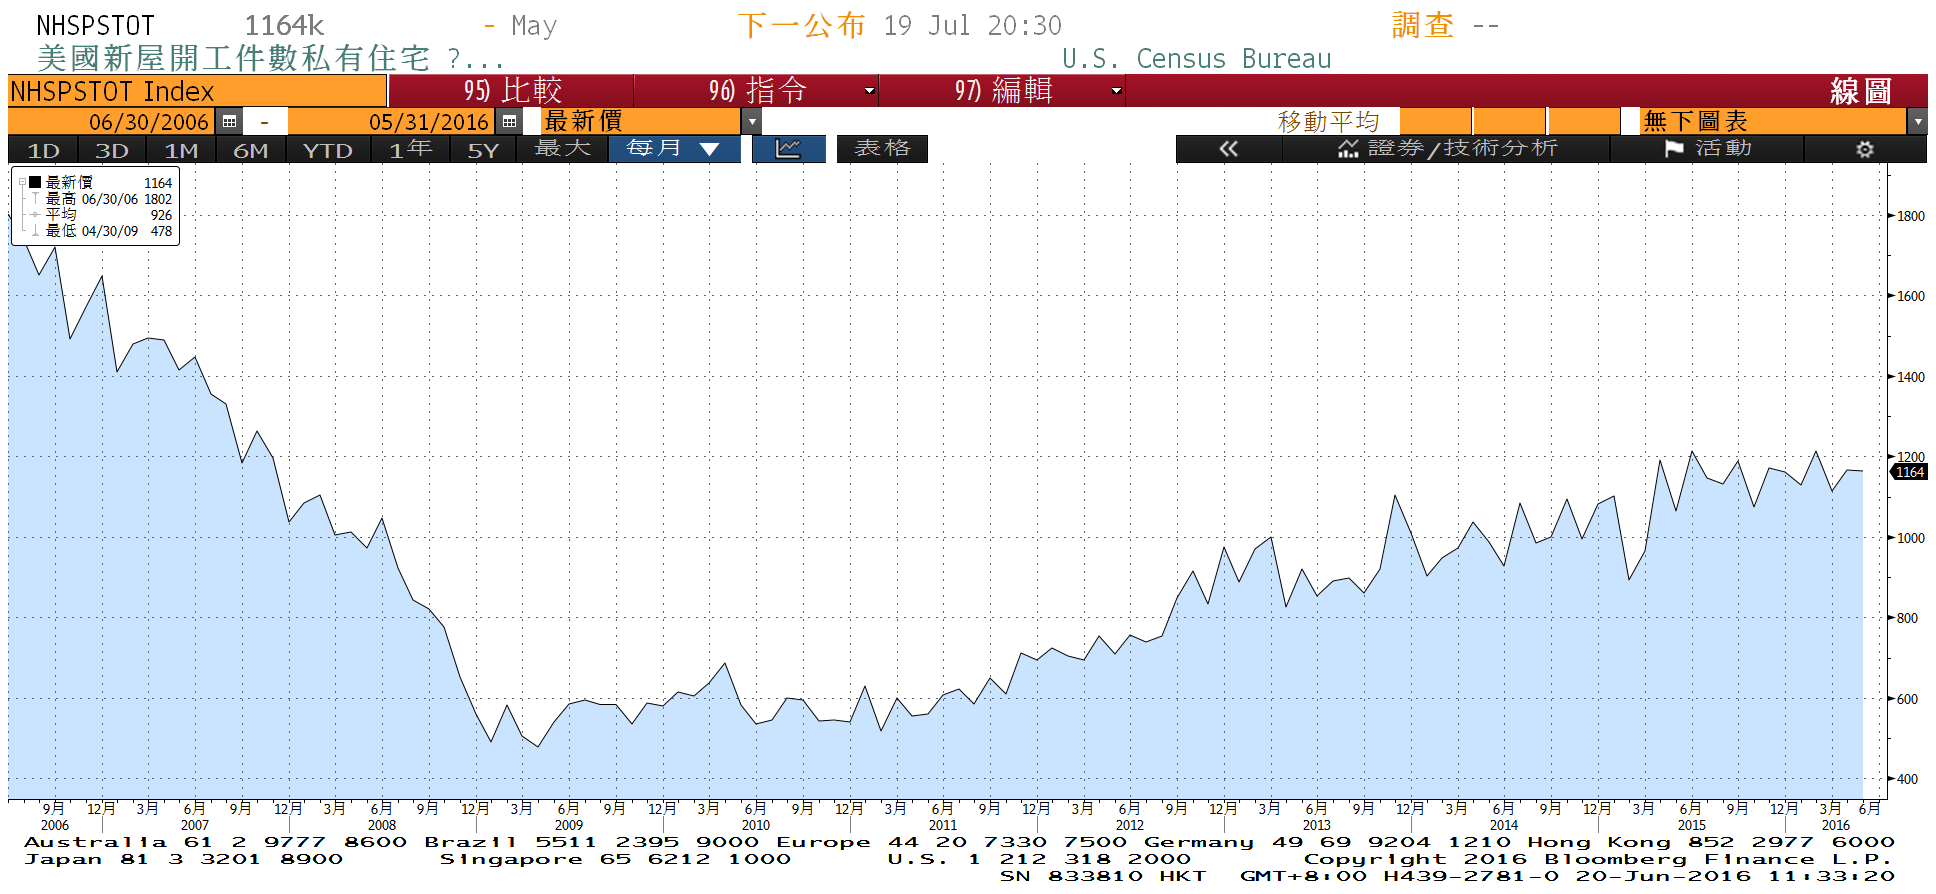 NHSPSTOT 1164k - May 下一公布 19 Jul 20:30 調查 --
美國新屋開工件數私有住宅 ?... U.S. Census Bureau
NHSPSTOT Index 95) 比較 96) 指令 97) 編輯 線圖
06/30/2006 - 05/31/2016 最新價 移動平均 無下圖表
1D 3D 1M 6M YTD 1年 5Y 最大 每月 ▼ 表格 « 證券/技術分析 活動
最新價 1164
最高 06/30/06 1802
平均 926
最低 04/30/09 478
1800
1600
1400
1200
1164
1000
800
600
400
9月 12月 3月 6月 9月 12月 3月 6月 9月 12月 3月 6月 9月 12月 3月 6月 9月 12月 3月 6月 9月 12月 3月 6月 9月 12月 3月 6月 9月 12月 3月 6月 9月 12月 3月 6月 9月 12月 3月 6月
2006 2007 2008 2009 2010 2011 2012 2013 2014 2015 2016
Australia 61 2 9777 8600 Brazil 5511 2395 9000 Europe 44 20 7330 7500 Germany 49 69 9204 1210 Hong Kong 852 2977 6000
Japan 81 3 3201 8900 Singapore 65 6212 1000 U.S. 1 212 318 2000 Copyright 2016 Bloomberg Finance L.P.
SN 833810 HKT GMT+8:00 H439-2781-0 20-Jun-2016 11:33:20